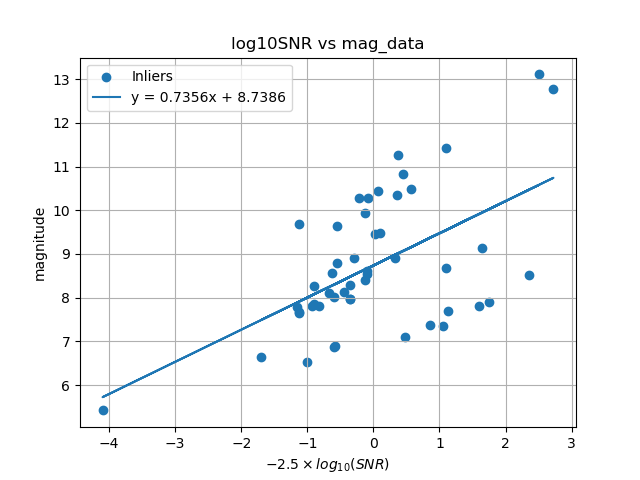 log10SNR vs mag_data
Inliers
y = 0.7356x + 8.7386
magnitude
13
12
11
10
9
8
7
6
−4 −3 −2 −1 0 1 2 3
−2.5 × log₁₀(SNR)